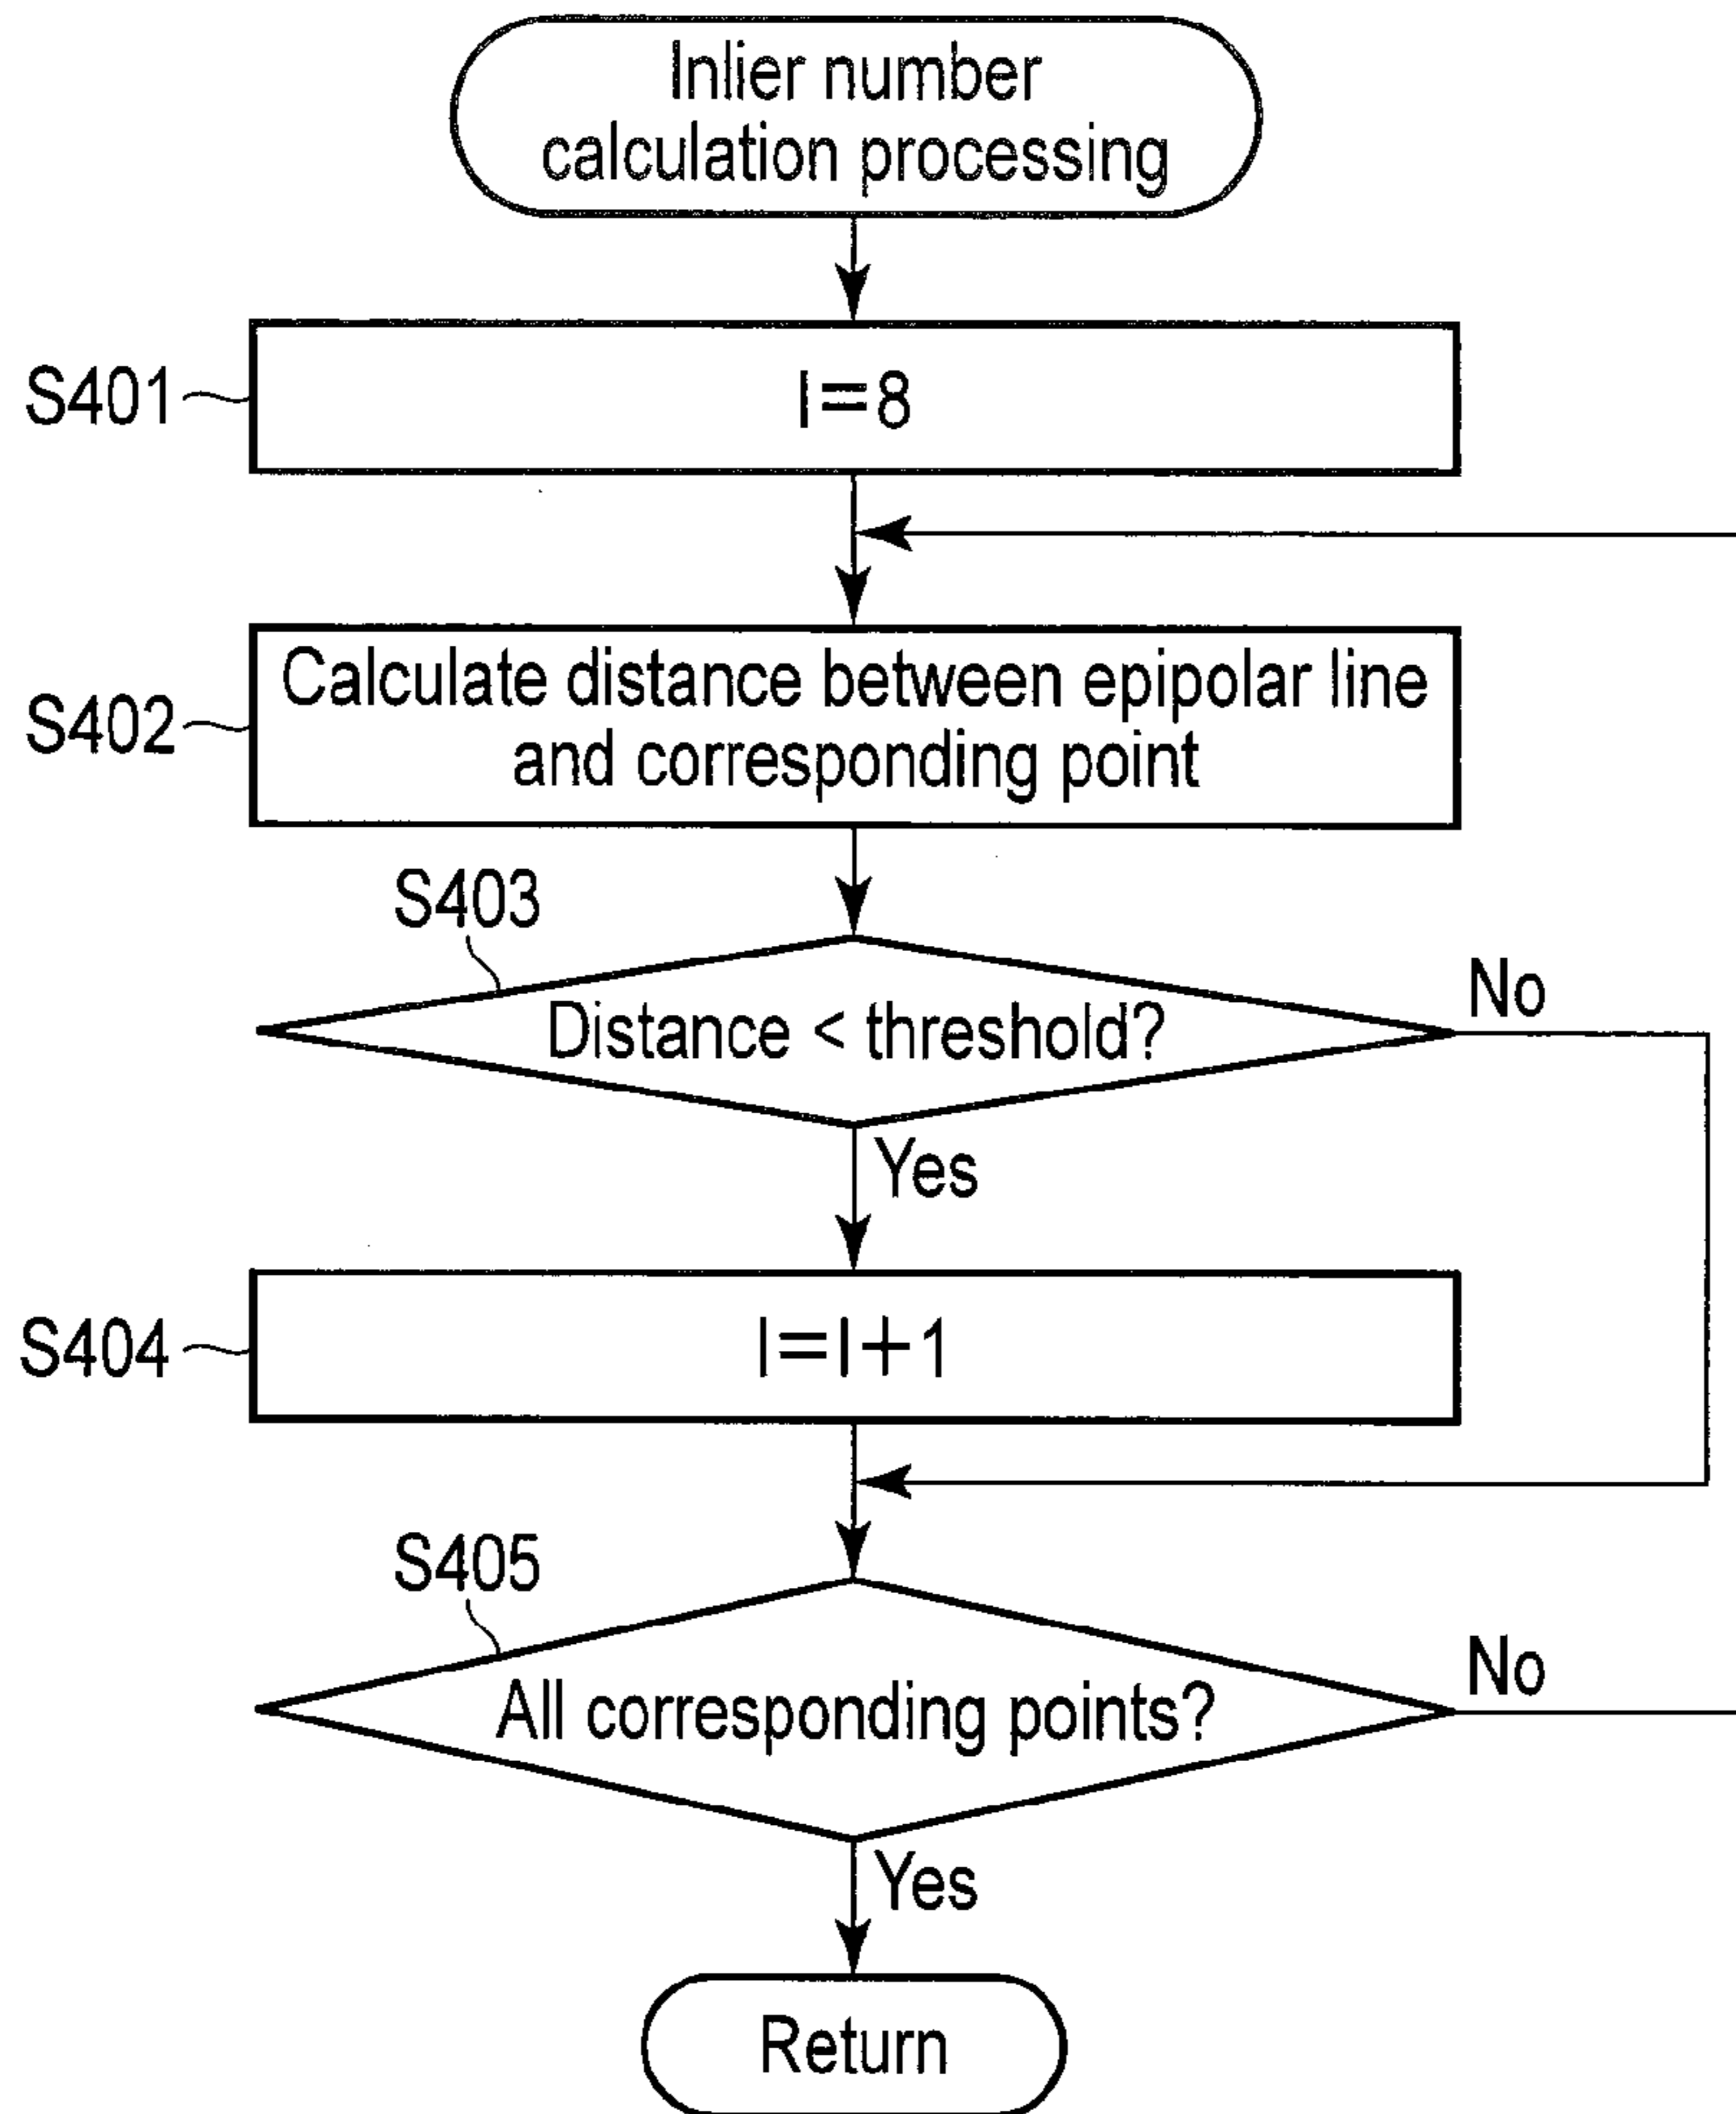 Inlier number
calculation processing
S401
I=8
S402
Calculate distance between epipolar line
and corresponding point
S403
Distance < threshold?
No
Yes
S404
I=I+1
S405
All corresponding points?
No
Yes
Return